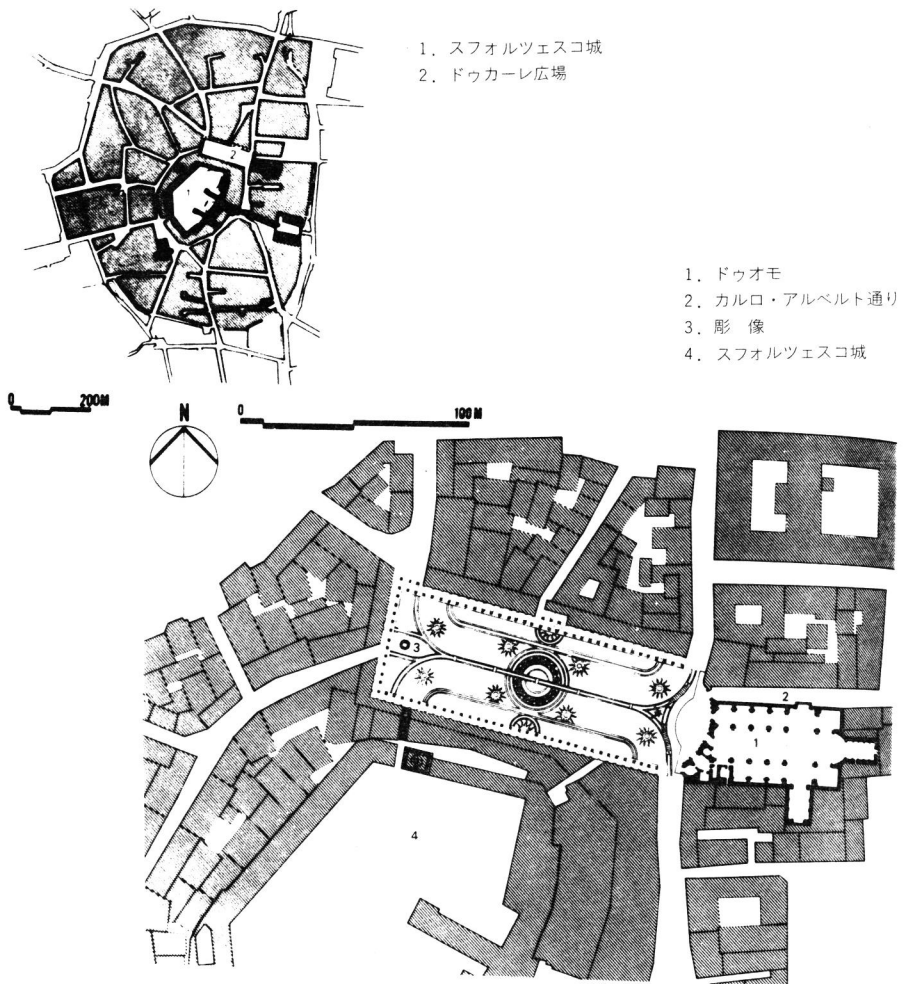 1. スフォルツェスコ城
2. ドゥカーレ広場
2
1
1. ドゥオモ
2. カルロ・アルベルト通り
3. 彫　像
4. スフォルツェスコ城
0 200M
N
0 100M
3
2
1
4